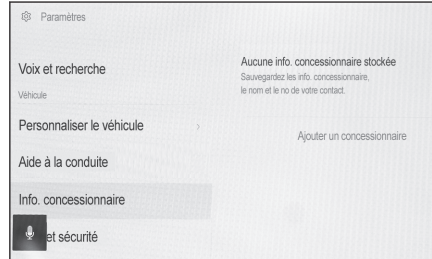 Paramètres
Voix et recherche
Véhicule
Personnaliser le véhicule
Aide à la conduite
Info. concessionnaire
et sécurité
Aucune info. concessionnaire stockée
Sauvegardez les info. concessionnaire,
le nom et le no de votre contact.
Ajouter un concessionnaire